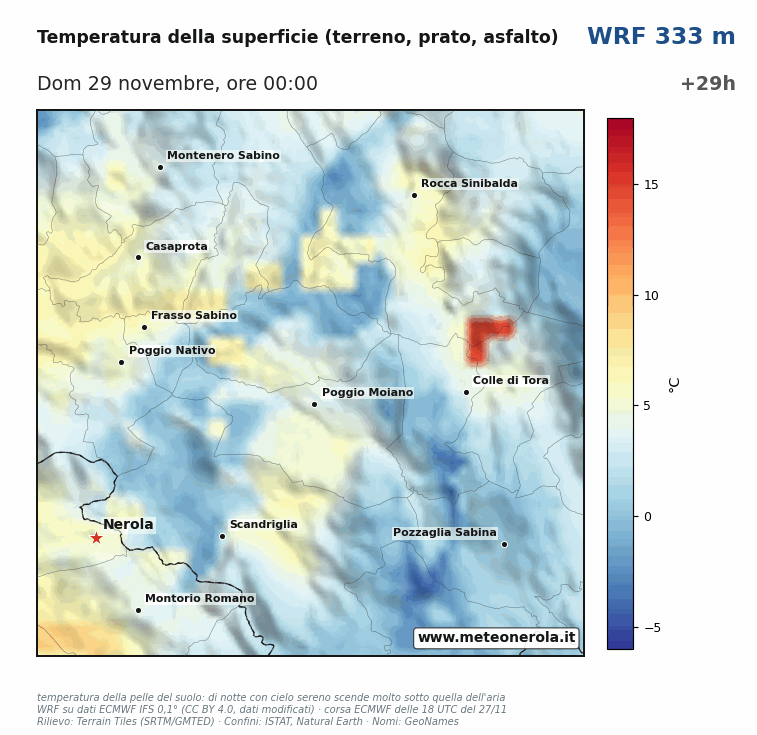 Temperatura della superficie (terreno, prato, asfalto) WRF 333 m
Dom 29 novembre, ore 00:00 +29h
Montenero Sabino
Rocca Sinibalda
15
Casaprota
10
Frasso Sabino
Poggio Nativo
Colle di Tora
°C
Poggio Moiano
5
Nerola
Scandriglia
0
Pozzaglia Sabina
Montorio Romano
−5
www.meteonerola.it
temperatura della pelle del suolo: di notte con cielo sereno scende molto sotto quella dell'aria
WRF su dati ECMWF IFS 0,1° (CC BY 4.0, dati modificati) · corsa ECMWF delle 18 UTC del 27/11
Rilievo: Terrain Tiles (SRTM/GMTED) · Confini: ISTAT, Natural Earth · Nomi: GeoNames